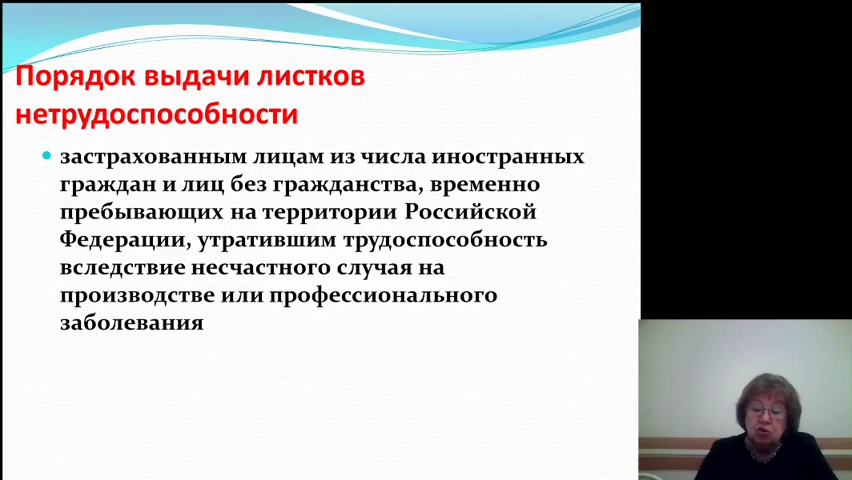 Порядок выдачи листков
нетрудоспособности
застрахованным лицам из числа иностранных
граждан и лиц без гражданства, временно
пребывающих на территории Российской
Федерации, утратившим трудоспособность
вследствие несчастного случая на
производстве или профессионального
заболевания